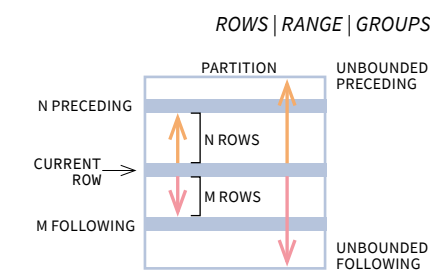 ROWS | RANGE | GROUPS
PARTITION
UNBOUNDED
PRECEDING
N PRECEDING
N ROWS
CURRENT
ROW
M ROWS
M FOLLOWING
UNBOUNDED
FOLLOWING